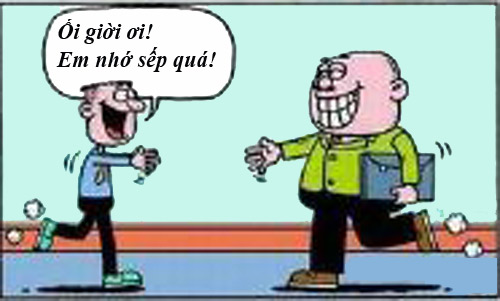 Ối giời ơi!
Em nhớ sếp quá!